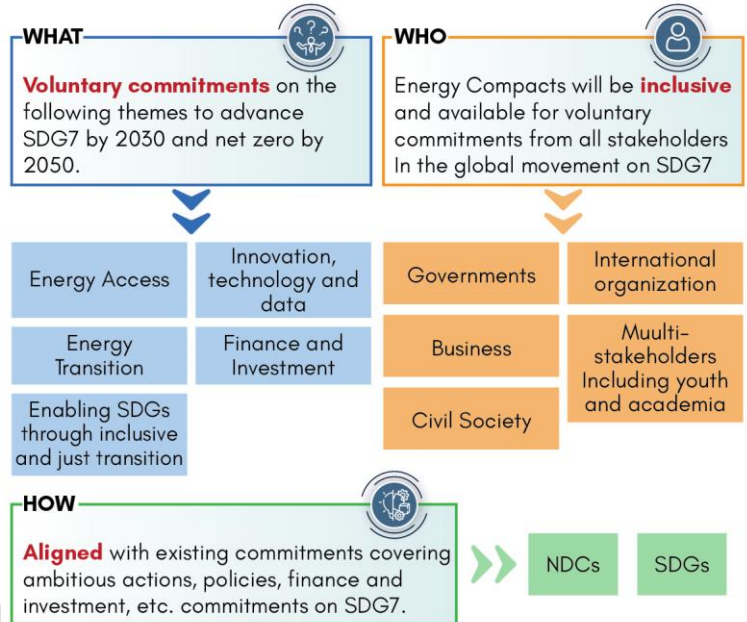 WHAT
Voluntary commitments on the
following themes to advance
SDG7 by 2030 and net zero by
2050.
Energy Access
Innovation,
technology and
data
Energy
Transition
Finance and
Investment
Enabling SDGs
through inclusive
and just transition
WHO
Energy Compacts will be inclusive
and available for voluntary
commitments from all stakeholders
In the global movement on SDG7
Governments
International
organization
Business
Muulti-
stakeholders
Including youth
and academia
Civil Society
HOW
Aligned with existing commitments covering
ambitious actions, policies, finance and
investment, etc. commitments on SDG7.
NDCs
SDGs